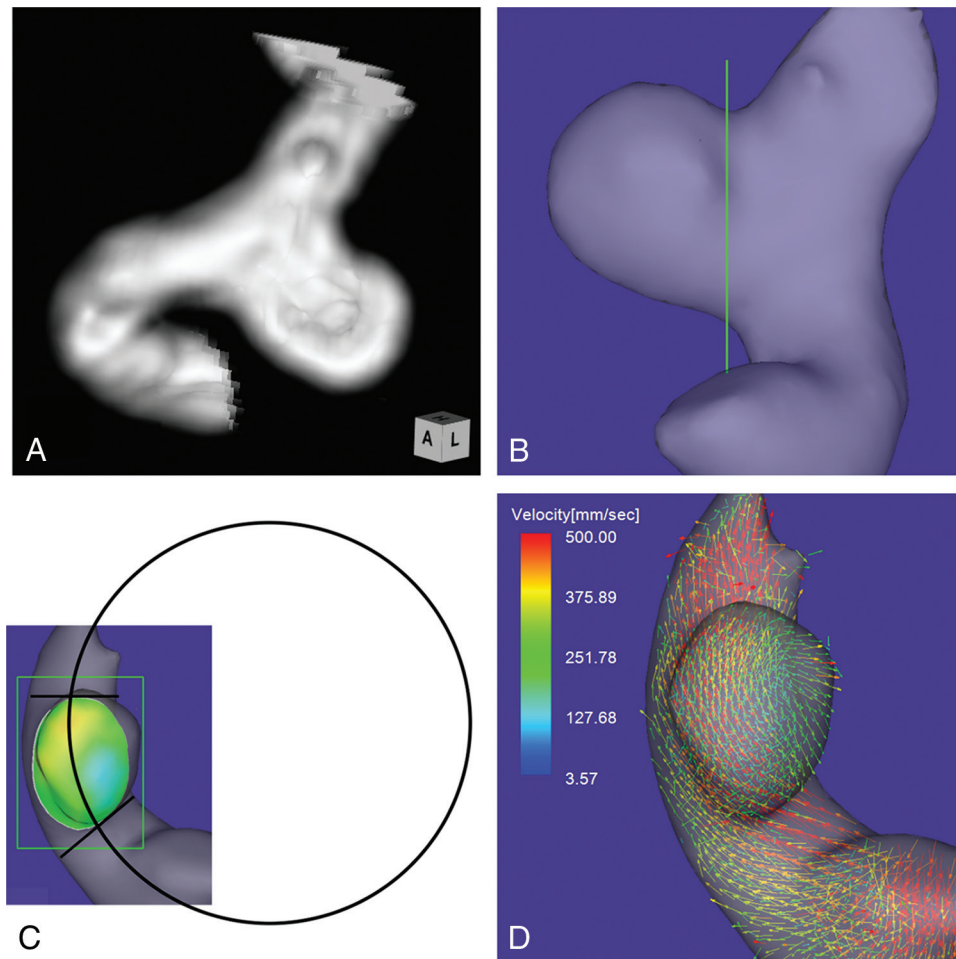 A
H
A L
B
C
Velocity[mm/sec]
500.00
375.89
251.78
127.68
3.57
D